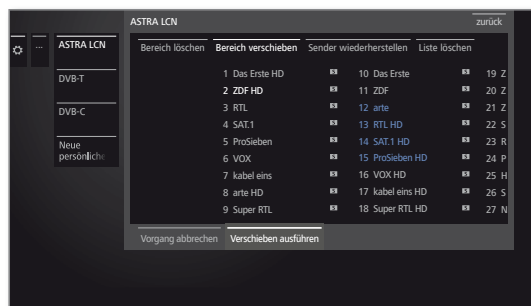 ASTRA LCN zurück
... ASTRA LCN
DVB-T
DVB-C
Neue
persönliche
Bereich löschen Bereich verschieben Sender wiederherstellen Liste löschen
1 Das Erste HD S 10 Das Erste S 19 Z
2 ZDF HD S 11 ZDF S 20 Z
3 RTL S 12 arte S 21 Z
4 SAT.1 S 13 RTL HD S 22 S
5 ProSieben S 14 SAT.1 HD S 23 R
6 VOX S 15 ProSieben HD S 24 P
7 kabel eins S 16 VOX HD S 25 H
8 arte HD S 17 kabel eins HD S 26 S
9 Super RTL S 18 Super RTL HD S 27 N
Vorgang abbrechen Verschieben ausführen